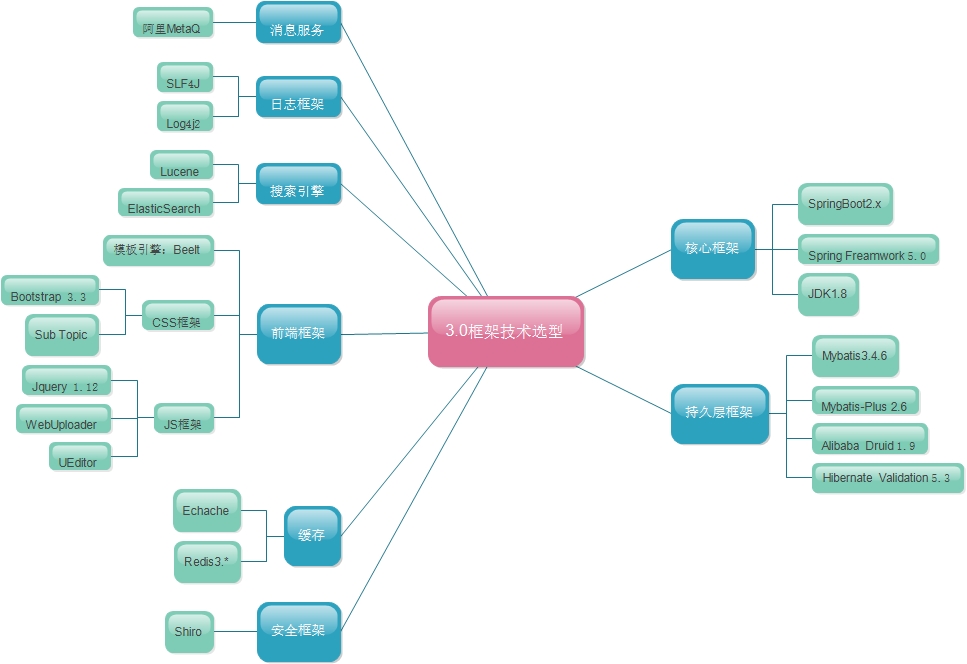 消息服务
阿里MetaQ
日志框架
SLF4J
Log4j2
搜索引擎
Lucene
ElasticSearch
前端框架
模板引擎：Beelt
CSS框架
Bootstrap 3.3
Sub Topic
JS框架
Jquery 1.12
WebUploader
UEditor
缓存
Echache
Redis3.*
安全框架
Shiro
3.0框架技术选型
核心框架
SpringBoot2.x
Spring Freamwork 5.0
JDK1.8
持久层框架
Mybatis3.4.6
Mybatis-Plus 2.6
Alibaba Druid 1.9
Hibernate Validation 5.3